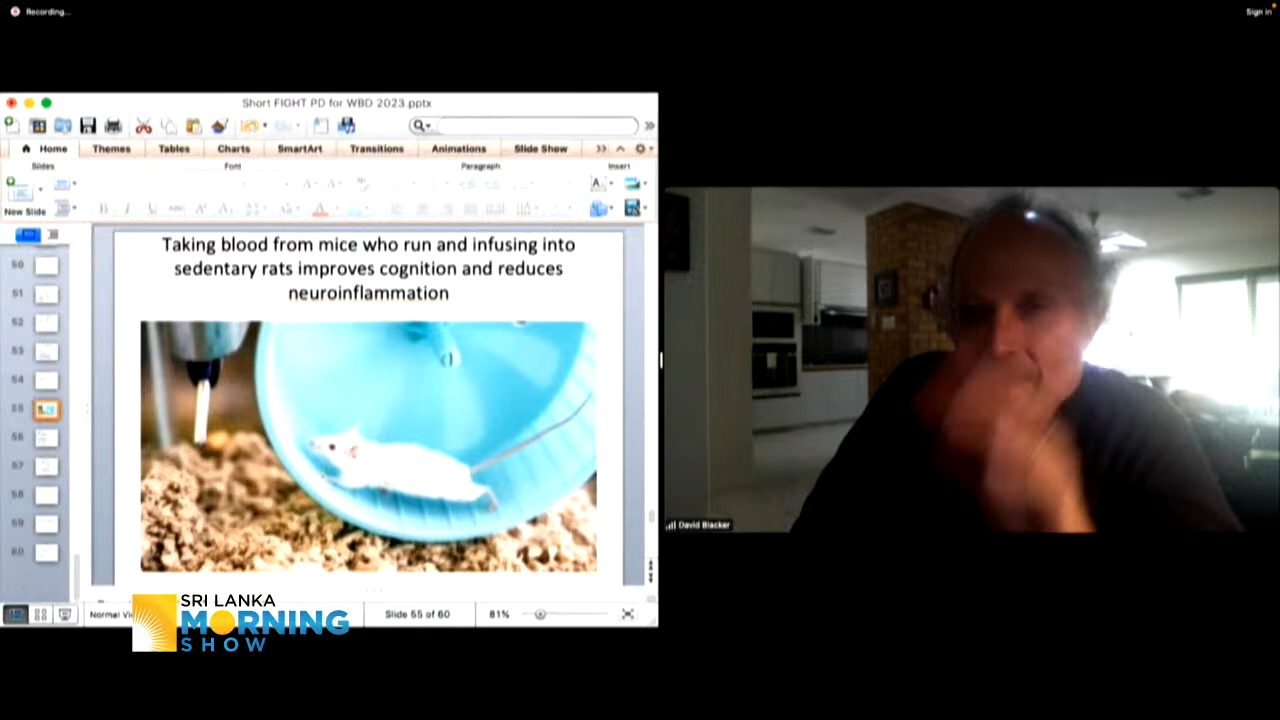 Recording...
Sign in
Short FIGHT PD for WBD 2023.pptx
Home Themes Tables Charts SmartArt Transitions Animations Slide Show
Slides Font Paragraph Insert
New Slide
Taking blood from mice who run and infusing into
sedentary rats improves cognition and reduces
neuroinflammation
50
51
52
53
54
55
56
57
58
59
60
David Blacker
Normal Vi
Slide 55 of 60
81%
SRI LANKA
MORNING
SHOW